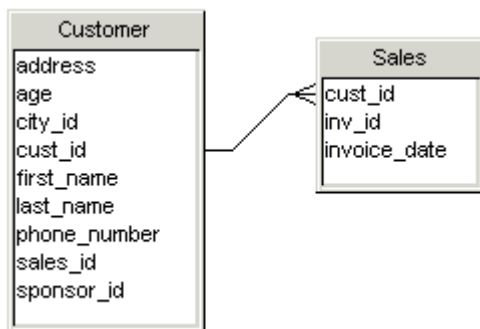 Customer
address
age
city_id
cust_id
first_name
last_name
phone_number
sales_id
sponsor_id
Sales
cust_id
inv_id
invoice_date